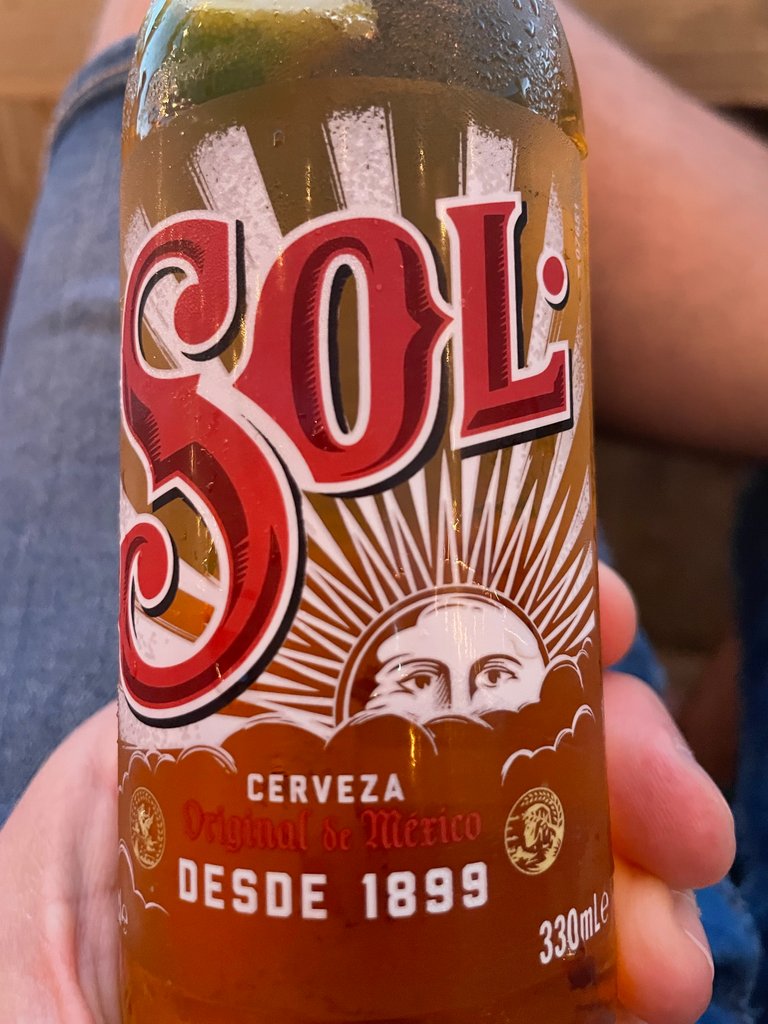 SOL
CERVEZA
Original de México
DESDE 1899
330mLe